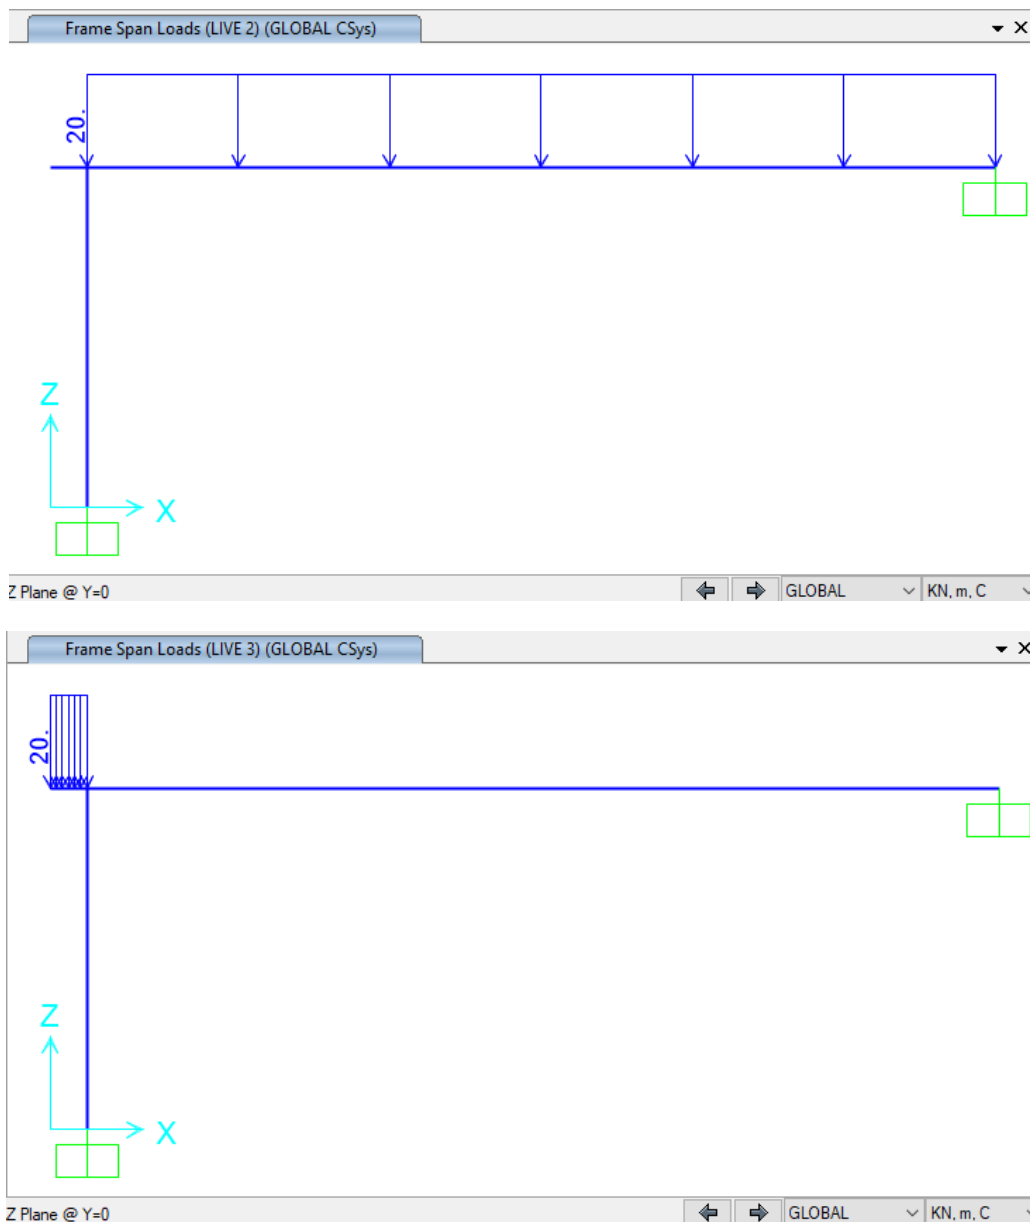 Frame Span Loads (LIVE 2) (GLOBAL CSys)
20.
Z
X
Z Plane @ Y=0
GLOBAL
KN, m, C
Frame Span Loads (LIVE 3) (GLOBAL CSys)
20.
Z
X
Z Plane @ Y=0
GLOBAL
KN, m, C